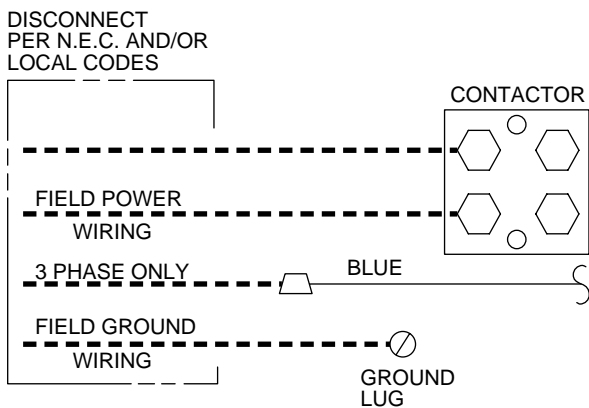 DISCONNECT
PER N.E.C. AND/OR
LOCAL CODES
CONTACTOR
FIELD POWER
WIRING
3 PHASE ONLY
BLUE
FIELD GROUND
WIRING
GROUND
LUG